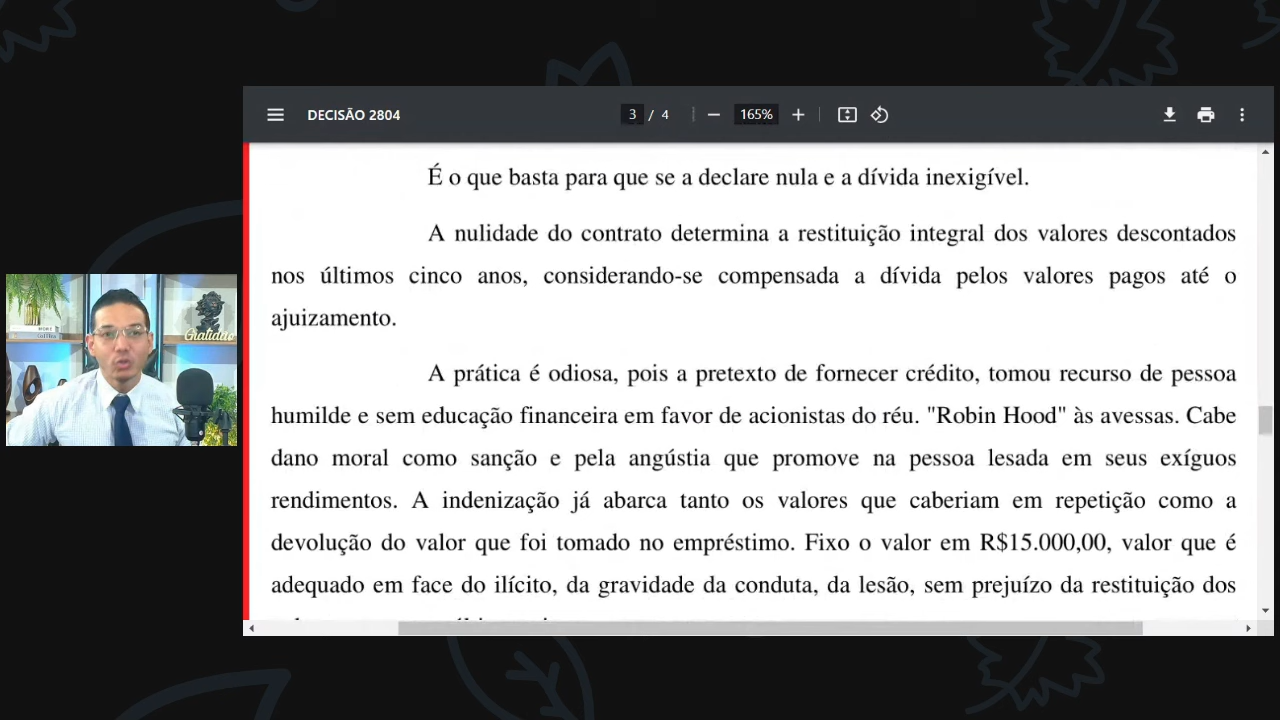 DECISÃO 2804
3 / 4
165%
É o que basta para que se a declare nula e a dívida inexigível.
A nulidade do contrato determina a restituição integral dos valores descontados
nos últimos cinco anos, considerando-se compensada a dívida pelos valores pagos até o
ajuizamento.
A prática é odiosa, pois a pretexto de fornecer crédito, tomou recurso de pessoa
humilde e sem educação financeira em favor de acionistas do réu. "Robin Hood" às avessas. Cabe
dano moral como sanção e pela angústia que promove na pessoa lesada em seus exíguos
rendimentos. A indenização já abarca tanto os valores que caberiam em repetição como a
devolução do valor que foi tomado no empréstimo. Fixo o valor em R$15.000,00, valor que é
adequado em face do ilícito, da gravidade da conduta, da lesão, sem prejuízo da restituição dos
Gratidão